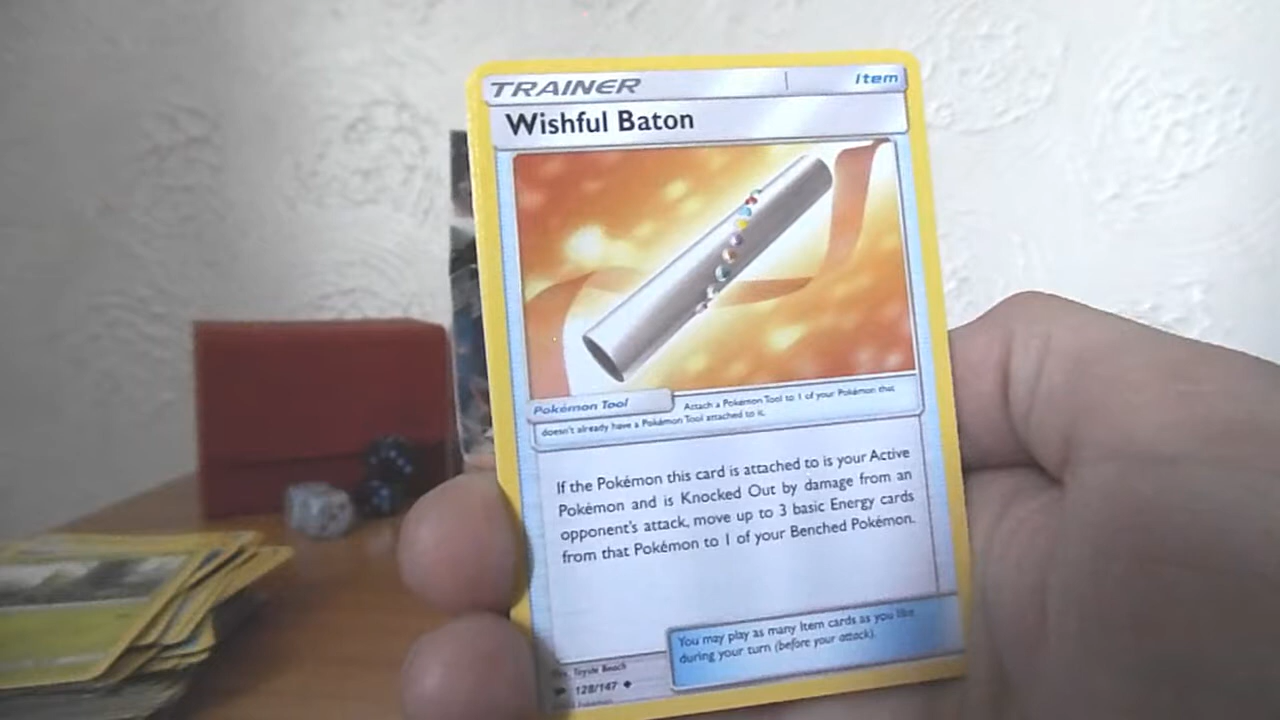 TRAINER Item
Wishful Baton
Pokémon Tool Attach a Pokémon Tool to 1 of your Pokémon that
doesn't already have a Pokémon Tool attached to it.
If the Pokémon this card is attached to is your Active
Pokémon and is Knocked Out by damage from an
opponent's attack, move up to 3 basic Energy cards
from that Pokémon to 1 of your Benched Pokémon.
You may play as many Item cards as you like
during your turn (before your attack).
Toyste Beach
128/147
Pokémon